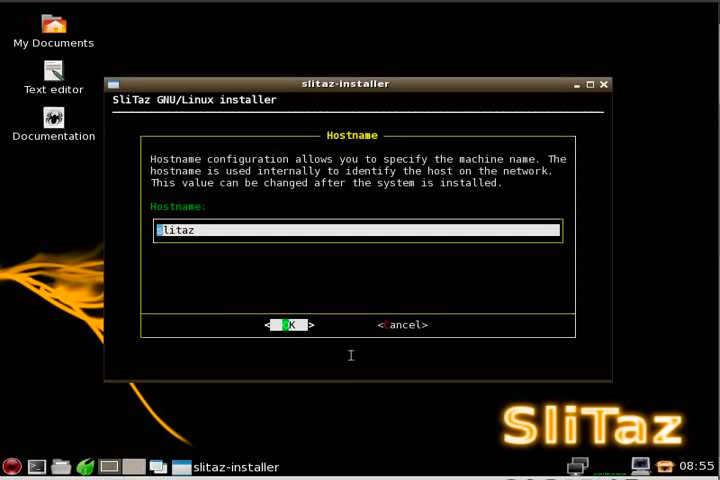 My Documents
Text editor
Documentation
slitaz-installer
SliTaz GNU/Linux installer
Hostname
Hostname configuration allows you to specify the machine name. The
hostname is used internally to identify the host on the network.
This value can be changed after the system is installed.
Hostname:
slitaz
< OK >
<Cancel>
SliTaz
slitaz-installer
08:55